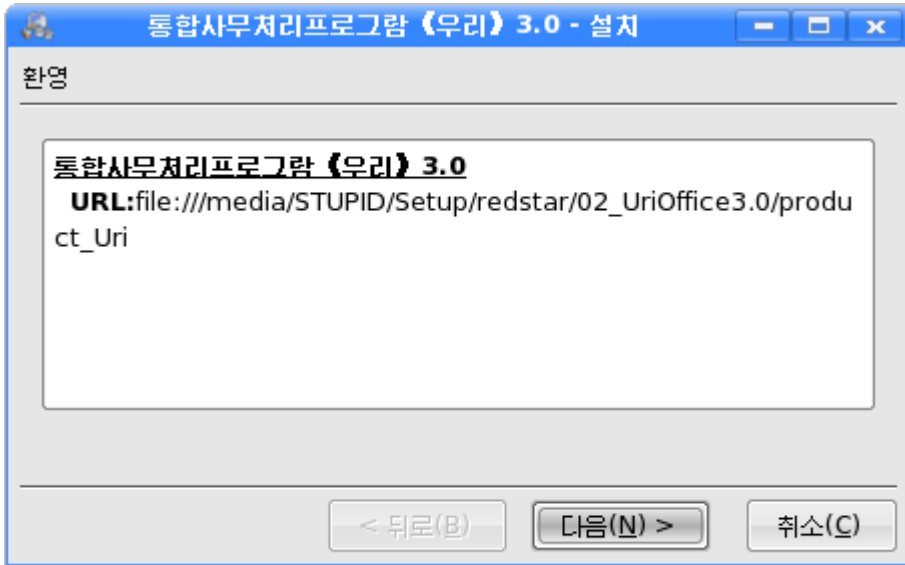 통합사무처리프로그람 《우리》 3.0 - 설치
환영
통합사무처리프로그람 《우리》 3.0
URL:file:///media/STUPID/Setup/redstar/02_UriOffice3.0/produ
ct_Uri
< 뒤로(B)
다음(N) >
취소(C)